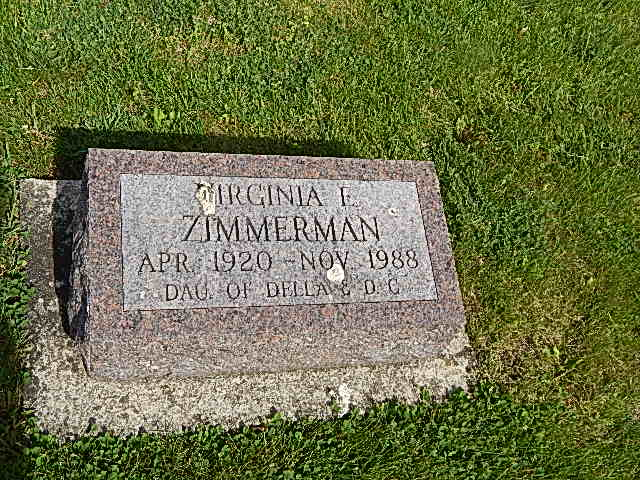 VIRGINIA E.
ZIMMERMAN
APR. 1920 - NOV. 1988
DAU. OF DELLA & D. C.